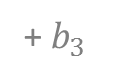 + b₃